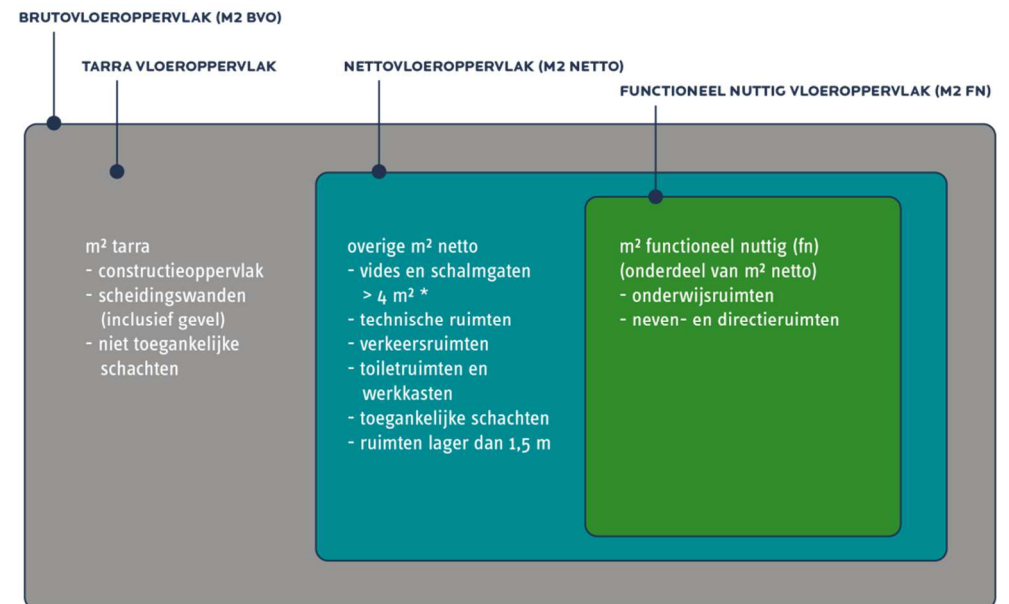 BRUTOVLOEROPPERVLAK (M2 BVO)
TARRA VLOEROPPERVLAK
NETTOVLOEROPPERVLAK (M2 NETTO)
FUNCTIONEEL NUTTIG VLOEROPPERVLAK (M2 FN)
m² tarra
- constructieoppervlak
- scheidingswanden
(inclusief gevel)
- niet toegankelijke
schachten
overige m² netto
- vides en schalmgaten
> 4 m² *
- technische ruimten
- verkeersruimten
- toiletruimten en
werkkasten
- toegankelijke schachten
- ruimten lager dan 1,5 m
m² functioneel nuttig (fn)
(onderdeel van m² netto)
- onderwijsruimten
- neven- en directieruimten